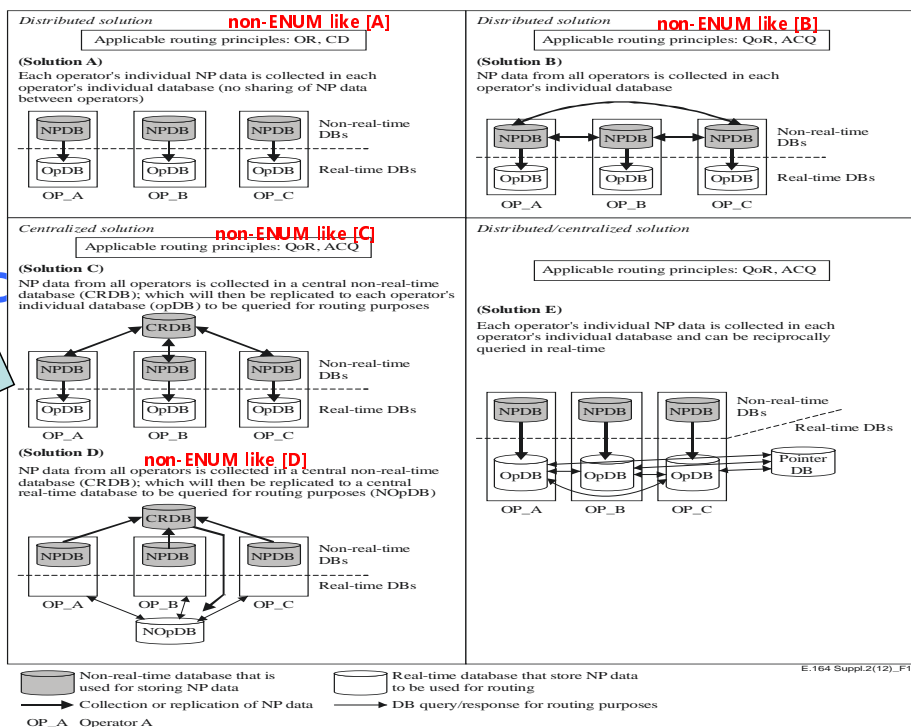 Distributed solution
non-ENUM like [A]
Applicable routing principles: OR, CD
(Solution A)
Each operator's individual NP data is collected in each
operator's individual database (no sharing of NP data
between operators)
NPDB NPDB NPDB
Non-real-time
DBs
OpDB OpDB OpDB
Real-time DBs
OP_A OP_B OP_C
Distributed solution
non-ENUM like [B]
Applicable routing principles: QoR, ACQ
(Solution B)
NP data from all operators is collected in each
operator's individual database
NPDB NPDB NPDB
Non-real-time
DBs
OpDB OpDB OpDB
Real-time DBs
OP_A OP_B OP_C
Centralized solution
non-ENUM like [C]
Applicable routing principles: QoR, ACQ
(Solution C)
NP data from all operators is collected in a central non-real-time
database (CRDB); which will then be replicated to each operator's
individual database (opDB) to be queried for routing purposes
CRDB
NPDB NPDB NPDB
Non-real-time
DBs
OpDB OpDB OpDB
Real-time DBs
OP_A OP_B OP_C
(Solution D)
non-ENUM like [D]
NP data from all operators is collected in a central non-real-time
database (CRDB); which will then be replicated to a central
real-time database to be queried for routing purposes (NOpDB)
CRDB
NPDB NPDB NPDB
Non-real-time
DBs
Real-time DBs
OP_A OP_B OP_C
NOpDB
Distributed/centralized solution
Applicable routing principles: QoR, ACQ
(Solution E)
Each operator's individual NP data is collected in each
operator's individual database and can be reciprocally
queried in real-time
NPDB NPDB NPDB
Non-real-time
DBs
Real-time DBs
OpDB OpDB OpDB
Pointer
DB
OP_A OP_B OP_C
E.164 Suppl.2(12)_F1
Non-real-time database that is
used for storing NP data
Real-time database that store NP data
to be used for routing
Collection or replication of NP data
DB query/response for routing purposes
OP_A Operator A